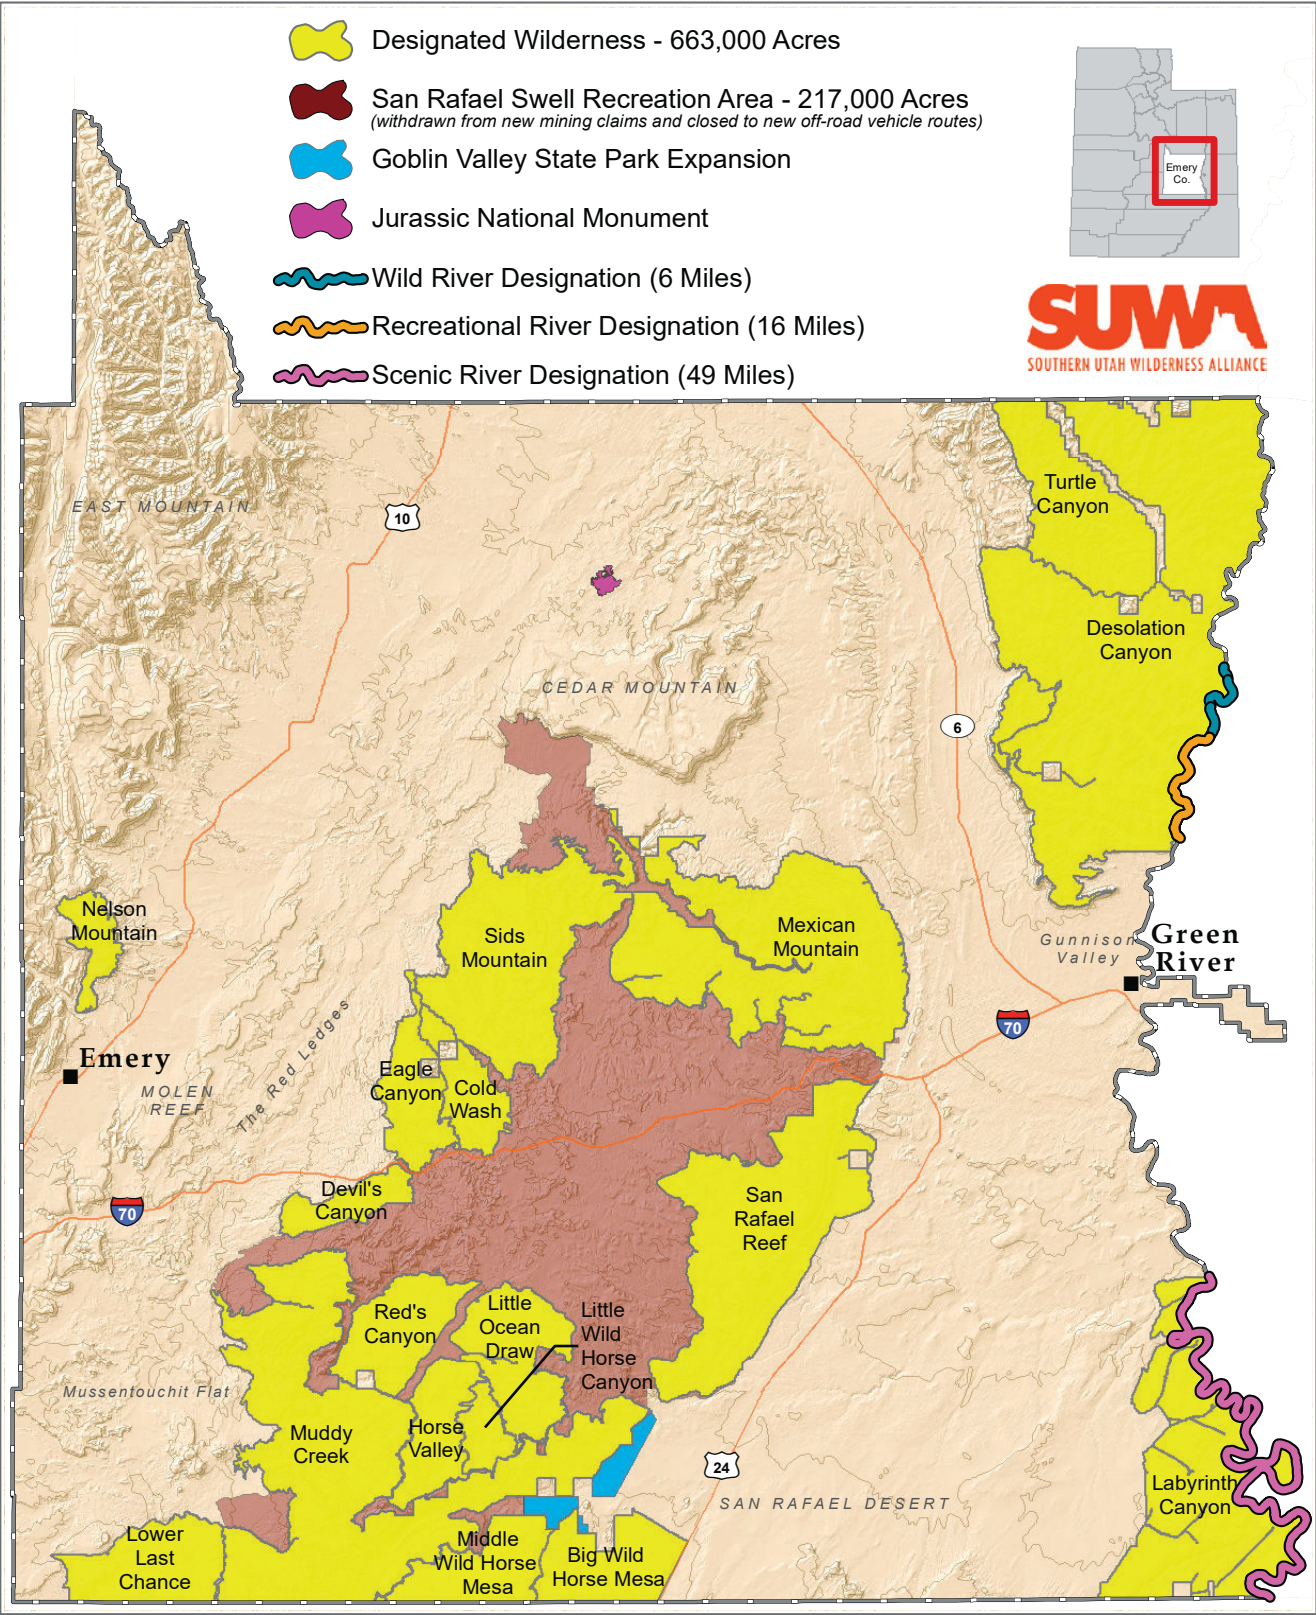 Designated Wilderness - 663,000 Acres
San Rafael Swell Recreation Area - 217,000 Acres
(withdrawn from new mining claims and closed to new off-road vehicle routes)
Goblin Valley State Park Expansion
Jurassic National Monument
Wild River Designation (6 Miles)
Recreational River Designation (16 Miles)
Scenic River Designation (49 Miles)
Emery
Co.
SUWA
SOUTHERN UTAH WILDERNESS ALLIANCE
EAST MOUNTAIN
10
Turtle
Canyon
Desolation
Canyon
CEDAR MOUNTAIN
6
Nelson
Mountain
Sids
Mountain
Mexican
Mountain
Gunnison
Valley
Green
River
70
Emery
MOLEN
REEF
The Red Ledges
Eagle
Canyon
Cold
Wash
Devil's
Canyon
70
San
Rafael
Reef
Red's
Canyon
Little
Ocean
Draw
Little
Wild
Horse
Canyon
Mussentouchit Flat
Muddy
Creek
Horse
Valley
24
SAN RAFAEL DESERT
Labyrinth
Canyon
Lower
Last
Chance
Middle
Wild Horse
Mesa
Big Wild
Horse Mesa